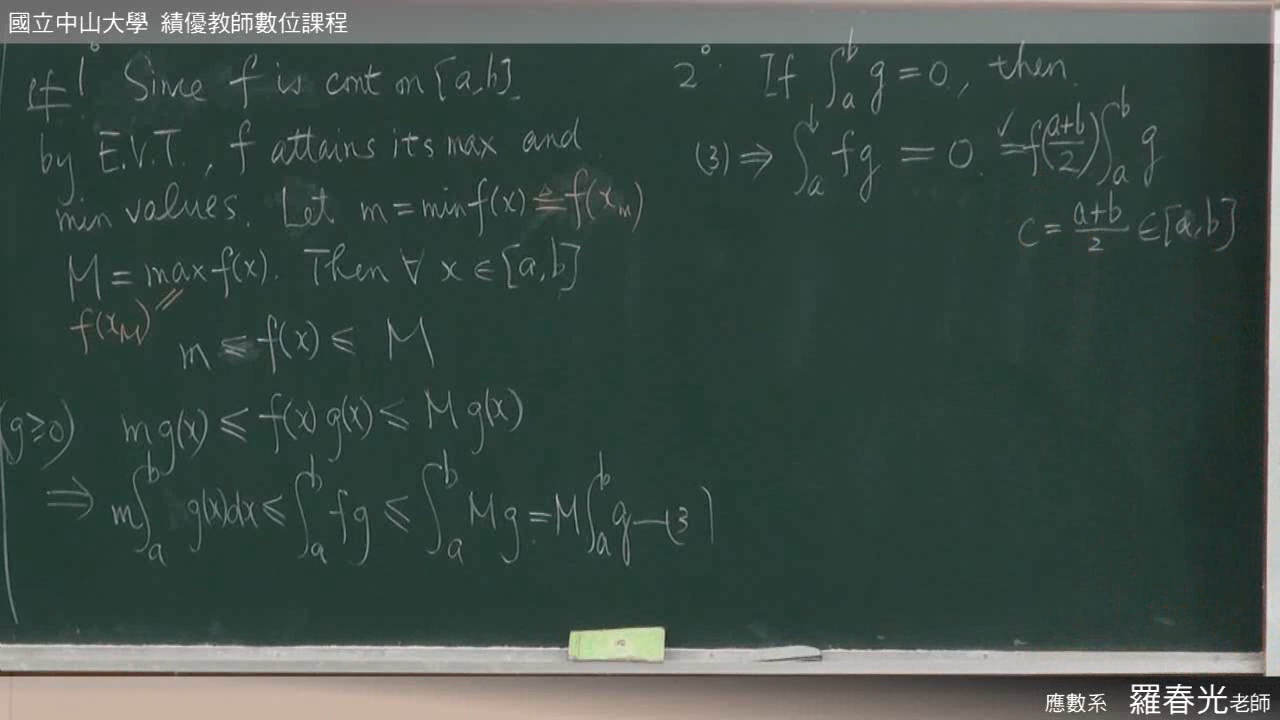 國立中山大學 績優教師數位課程
pf 1° Since f is cont on [a,b]
by E.V.T., f attains its max and
min values. Let m = min f(x) ≜ f(x_m)
M = max f(x). Then ∀ x ∈ [a,b]
f(x_M) =
m ≤ f(x) ≤ M
(g≥0) m g(x) ≤ f(x) g(x) ≤ M g(x)
⇒ m∫_a^b g(x)dx ≤ ∫_a^b fg ≤ ∫_a^b Mg = M∫_a^b g —(3)
2° If ∫_a^b g = 0, then
(3) ⇒ ∫_a^b fg = 0 ✓= f(a+b/2)∫_a^b g
c = a+b/2 ∈ [a,b]
應數系 羅春光老師